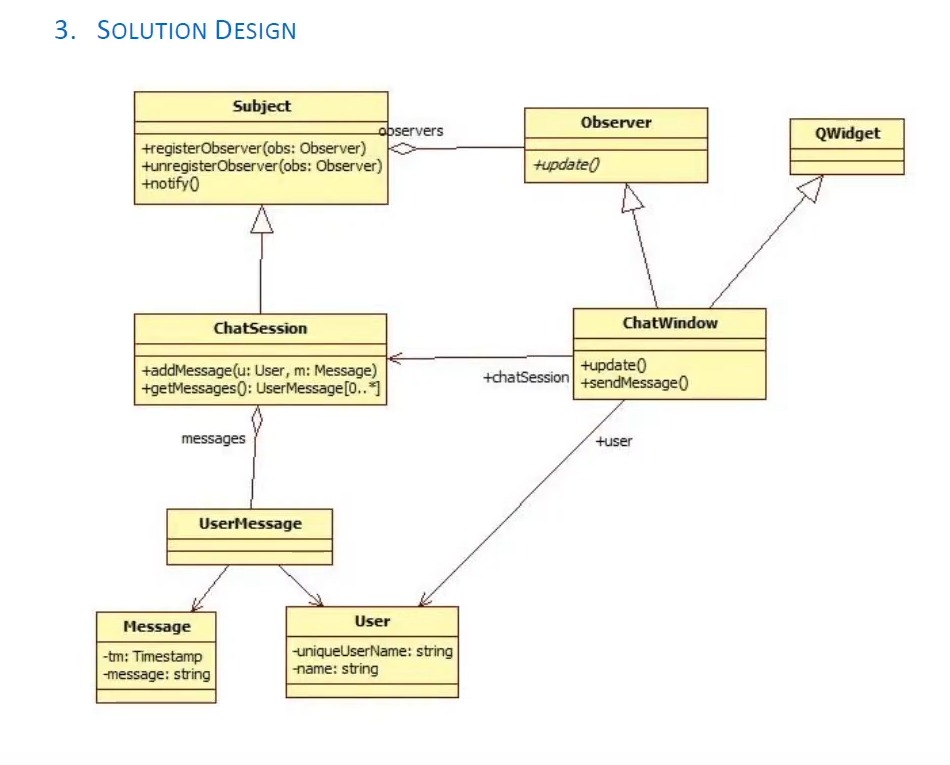 3. SOLUTION DESIGN
Subject
+registerObserver(obs: Observer)
+unregisterObserver(obs: Observer)
+notify()
observers
Observer
+update()
QWidget
ChatSession
+addMessage(u: User, m: Message)
+getMessages(): UserMessage[0..*]
+chatSession
ChatWindow
+update()
+sendMessage()
messages
+user
UserMessage
Message
-tm: Timestamp
-message: string
User
-uniqueUserName: string
-name: string